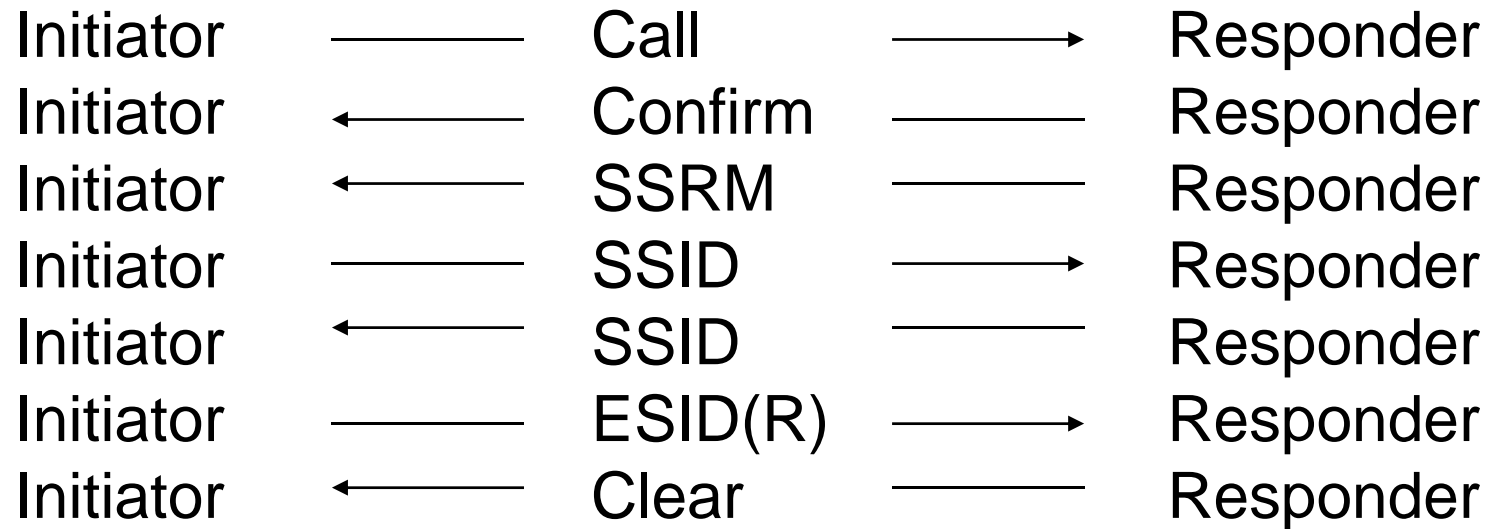 Initiator Call Responder
Initiator Confirm Responder
Initiator SSRM Responder
Initiator SSID Responder
Initiator SSID Responder
Initiator ESID(R) Responder
Initiator Clear Responder